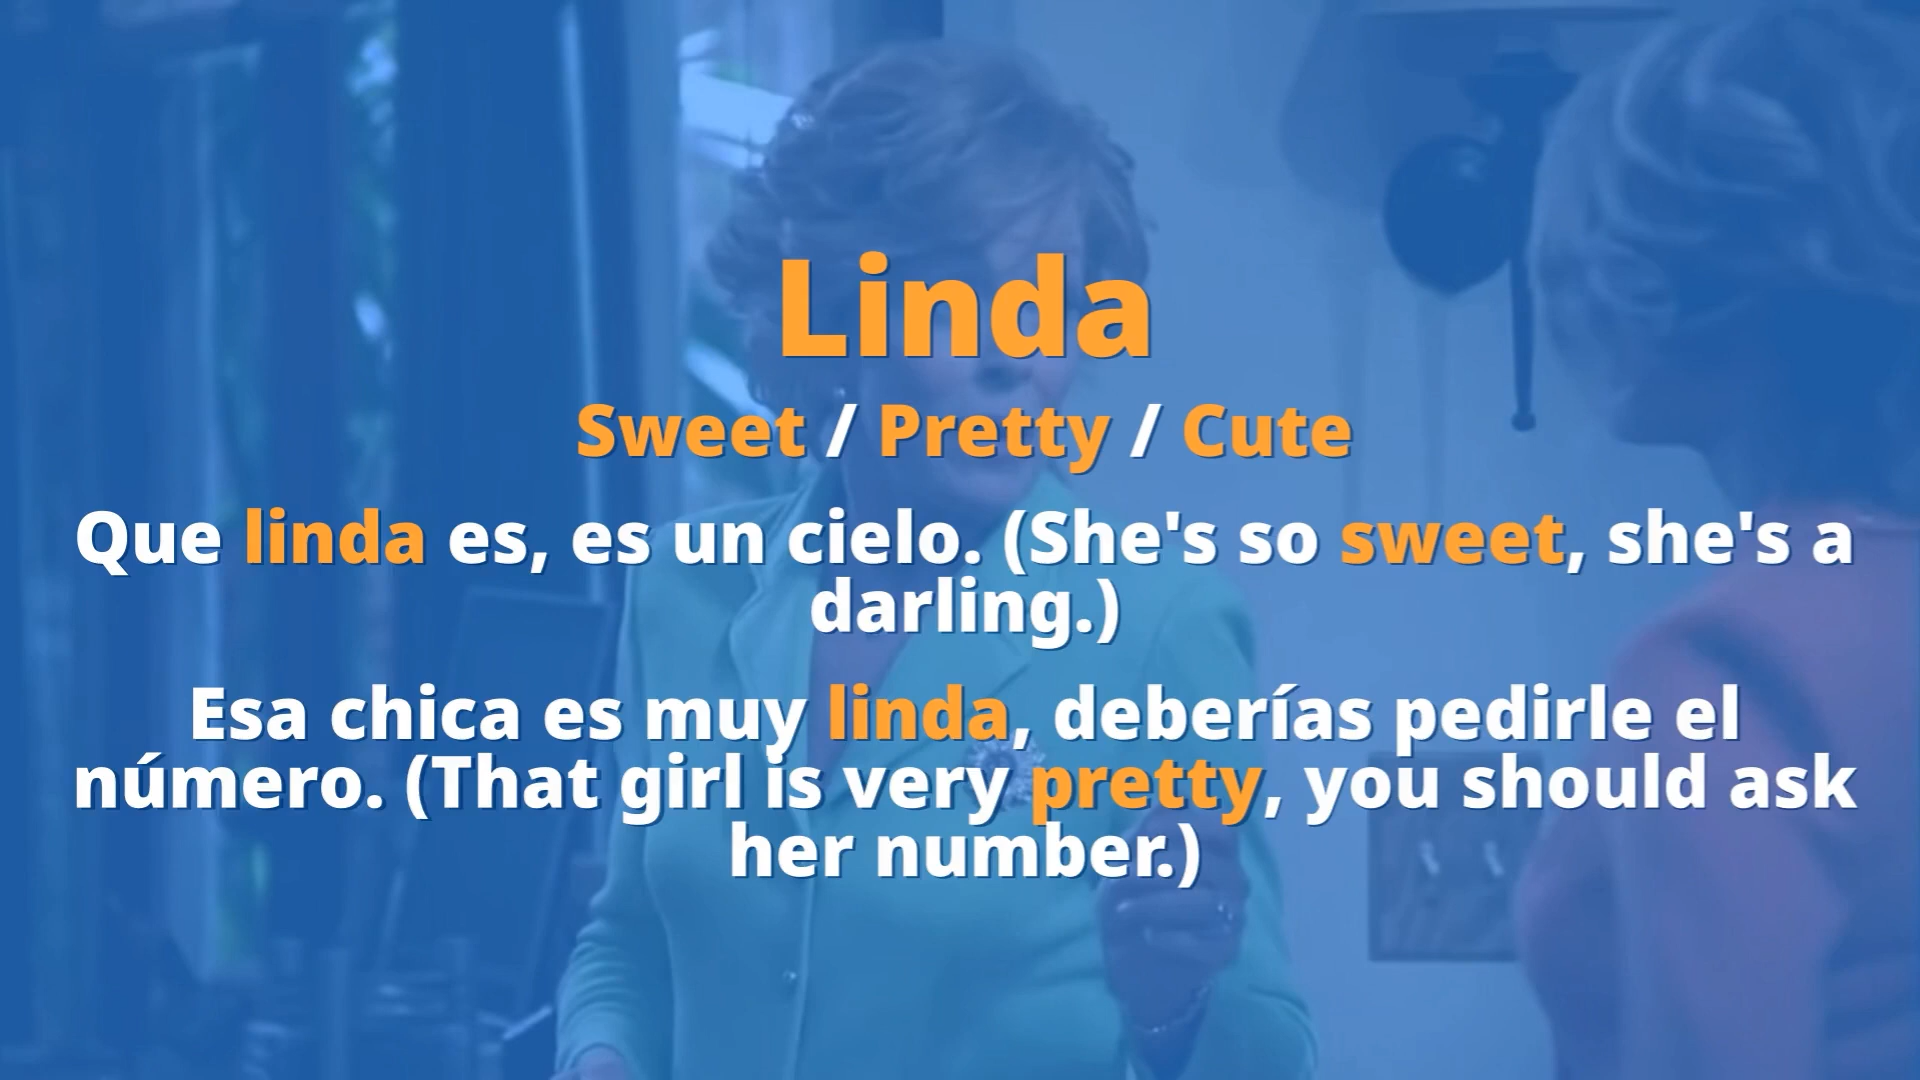 Linda
Sweet / Pretty / Cute
Que linda es, es un cielo. (She's so sweet, she's a
darling.)
Esa chica es muy linda, deberías pedirle el
número. (That girl is very pretty, you should ask
her number.)